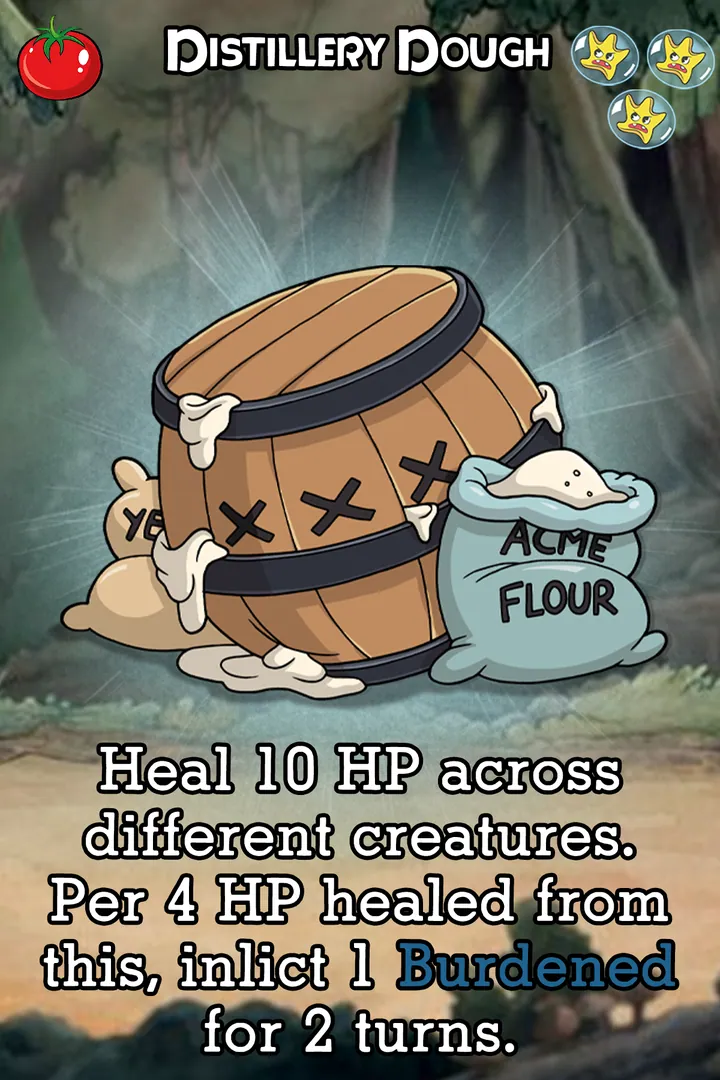 Distillery Dough
X X X
YE
ACME
FLOUR
Heal 10 HP across
different creatures.
Per 4 HP healed from
this, inlict 1 Burdened
for 2 turns.